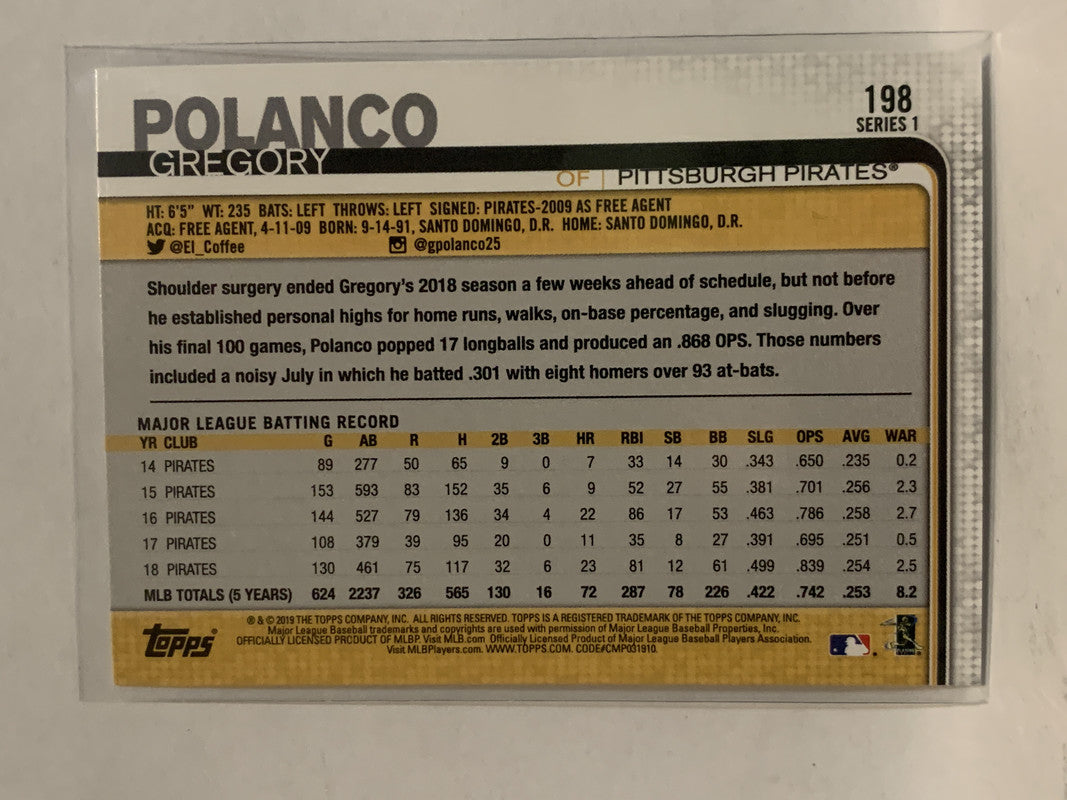 POLANCO
GREGORY
198
SERIES 1
OF | PITTSBURGH PIRATES®
HT: 6'5" WT: 235 BATS: LEFT THROWS: LEFT SIGNED: PIRATES-2009 AS FREE AGENT
ACQ: FREE AGENT, 4-11-09 BORN: 9-14-91, SANTO DOMINGO, D.R. HOME: SANTO DOMINGO, D.R.
@El_Coffee @gpolanco25
Shoulder surgery ended Gregory's 2018 season a few weeks ahead of schedule, but not before
he established personal highs for home runs, walks, on-base percentage, and slugging. Over
his final 100 games, Polanco popped 17 longballs and produced an .868 OPS. Those numbers
included a noisy July in which he batted .301 with eight homers over 93 at-bats.
MAJOR LEAGUE BATTING RECORD
YR CLUB G AB R H 2B 3B HR RBI SB BB SLG OPS AVG WAR
14 PIRATES 89 277 50 65 9 0 7 33 14 30 .343 .650 .235 0.2
15 PIRATES 153 593 83 152 35 6 9 52 27 55 .381 .701 .256 2.3
16 PIRATES 144 527 79 136 34 4 22 86 17 53 .463 .786 .258 2.7
17 PIRATES 108 379 39 95 20 0 11 35 8 27 .391 .695 .251 0.5
18 PIRATES 130 461 75 117 32 6 23 81 12 61 .499 .839 .254 2.5
MLB TOTALS (5 YEARS) 624 2237 326 565 130 16 72 287 78 226 .422 .742 .253 8.2
topps®
® & © 2019 THE TOPPS COMPANY, INC. ALL RIGHTS RESERVED. TOPPS IS A REGISTERED TRADEMARK OF THE TOPPS COMPANY, INC.
Major League Baseball trademarks and copyrights are used with permission of Major League Baseball Properties, Inc.
OFFICIALLY LICENSED PRODUCT OF MLBP. Visit MLB.com Officially Licensed Product of Major League Baseball Players Association.
Visit MLBPlayers.com. WWW.TOPPS.COM. CODE#CMP031910.